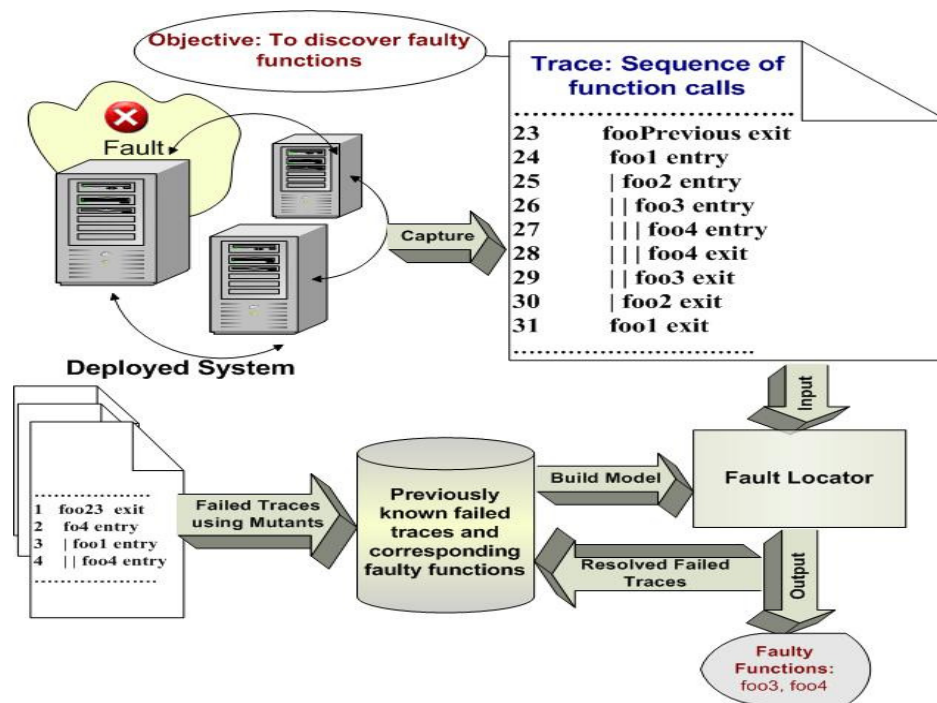 Objective: To discover faulty
functions
Trace: Sequence of
function calls
..............................
23 fooPrevious exit
24 foo1 entry
25 | foo2 entry
26 | | foo3 entry
27 | | | foo4 entry
28 | | | foo4 exit
29 | | foo3 exit
30 | foo2 exit
31 foo1 exit
..............................
Fault
Capture
Deployed System
Input
.....................
1 foo23 exit
2 fo4 entry
3 | foo1 entry
4 | | foo4 entry
.....................
Failed Traces
using Mutants
Previously
known failed
traces and
corresponding
faulty functions
Build Model
Fault Locator
Resolved Failed
Traces
Output
Faulty
Functions:
foo3, foo4